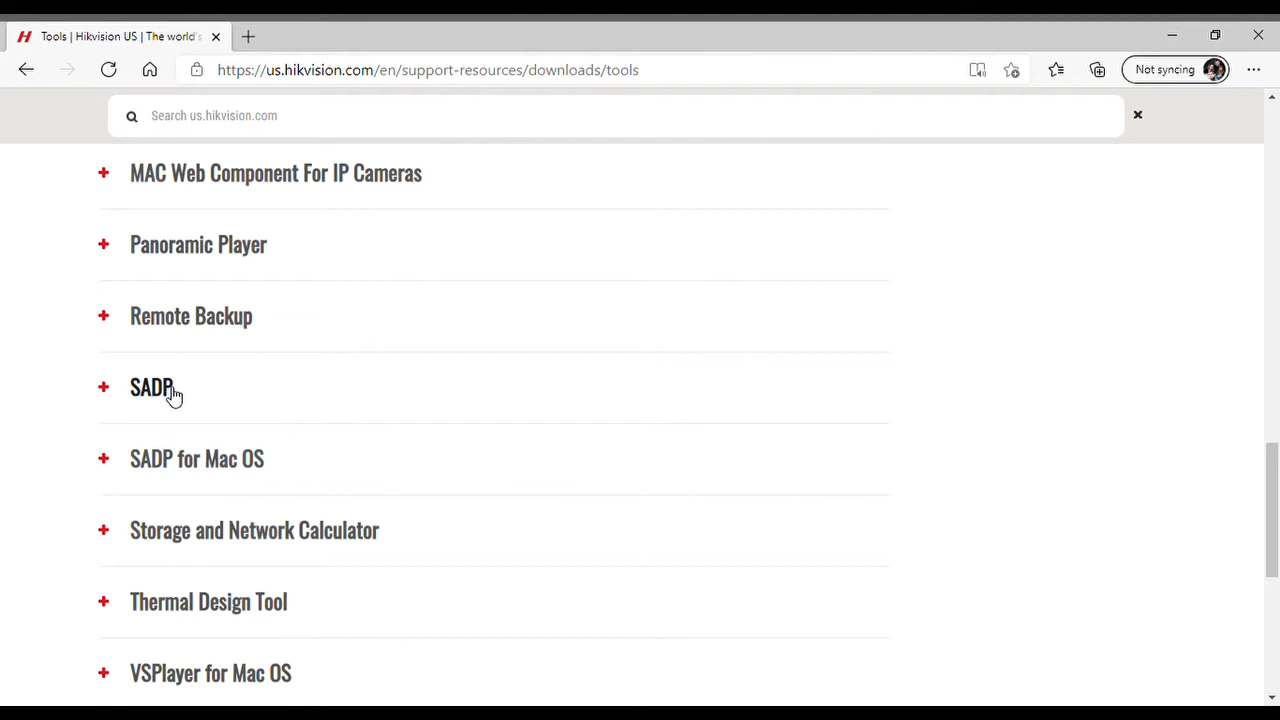 Tools | Hikvision US | The world's
https://us.hikvision.com/en/support-resources/downloads/tools
Not syncing
Search us.hikvision.com
MAC Web Component For IP Cameras
Panoramic Player
Remote Backup
SADP
SADP for Mac OS
Storage and Network Calculator
Thermal Design Tool
VSPlayer for Mac OS